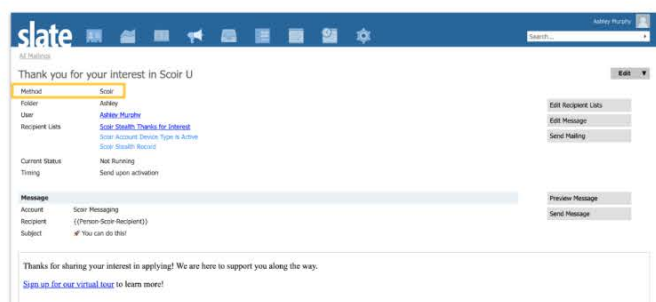 Ashley Murphy
slate
Search...
All Mailings
Thank you for your interest in Scoir U
Edit
Method Scoir
Folder Ashley
User Ashley Murphy
Recipient Lists Scoir Stealth Thanks for Interest
Scoir Account Device Type is Active
Scoir Stealth Record
Current Status Not Running
Timing Send upon activation
Edit Recipient Lists
Edit Message
Send Mailing
Message
Account Scoir Messaging
Recipient {{Person-Scoir-Recipient}}
Subject 🚀 You can do this!
Preview Message
Send Message
Thanks for sharing your interest in applying! We are here to support you along the way.
Sign up for our virtual tour to learn more!